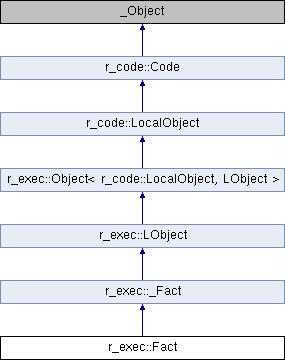 _Object
r_code::Code
r_code::LocalObject
r_exec::Object< r_code::LocalObject, LObject >
r_exec::LObject
r_exec::_Fact
r_exec::Fact